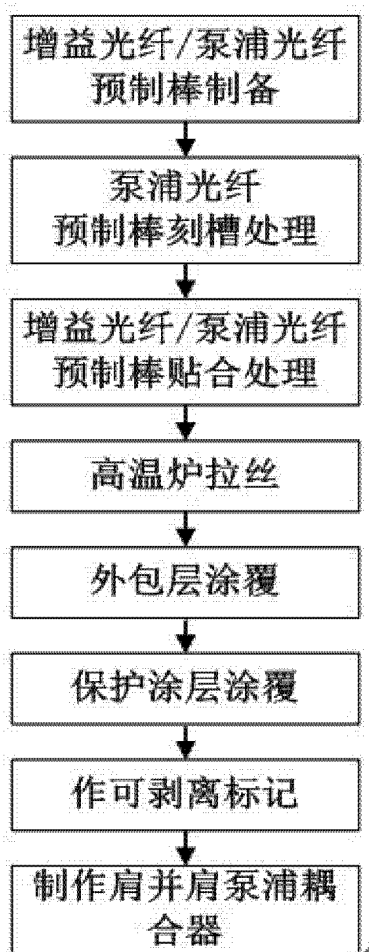 增益光纤/泵浦光纤
预制棒制备
泵浦光纤
预制棒刻槽处理
增益光纤/泵浦光纤
预制棒贴合处理
高温炉拉丝
外包层涂覆
保护涂层涂覆
作可剥离标记
制作肩并肩泵浦耦
合器